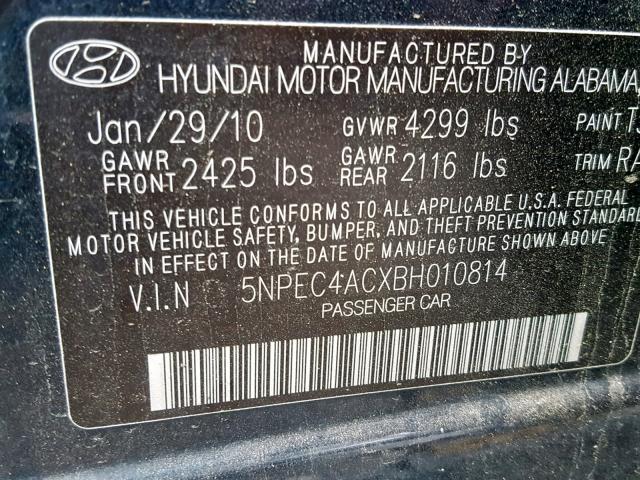 MANUFACTURED BY
HYUNDAI MOTOR MANUFACTURING ALABAMA,
Jan/29/10 GVWR 4299 lbs PAINT
GAWR FRONT 2425 lbs GAWR REAR 2116 lbs TRIM
THIS VEHICLE CONFORMS TO ALL APPLICABLE U.S.A. FEDERAL
MOTOR VEHICLE SAFETY, BUMPER, AND THEFT PREVENTION STANDARD
IN EFFECT ON THE DATE OF MANUFACTURE SHOWN ABOVE.
V.I.N 5NPEC4ACXBH010814
PASSENGER CAR